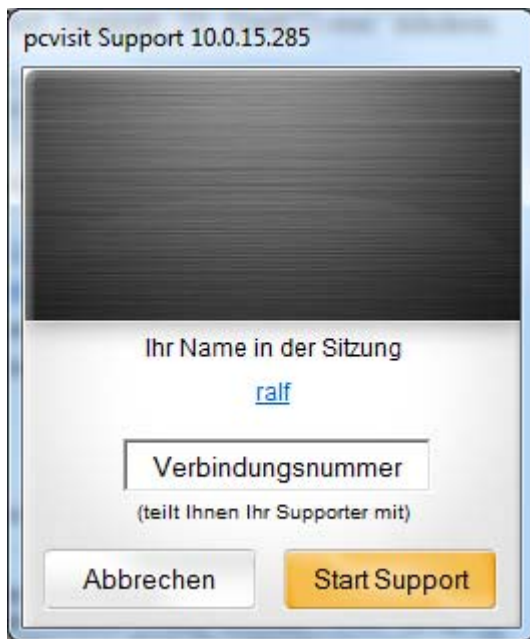 pcvisit Support 10.0.15.285
Ihr Name in der Sitzung
ralf
Verbindungsnummer
(teilt Ihnen Ihr Supporter mit)
Abbrechen
Start Support